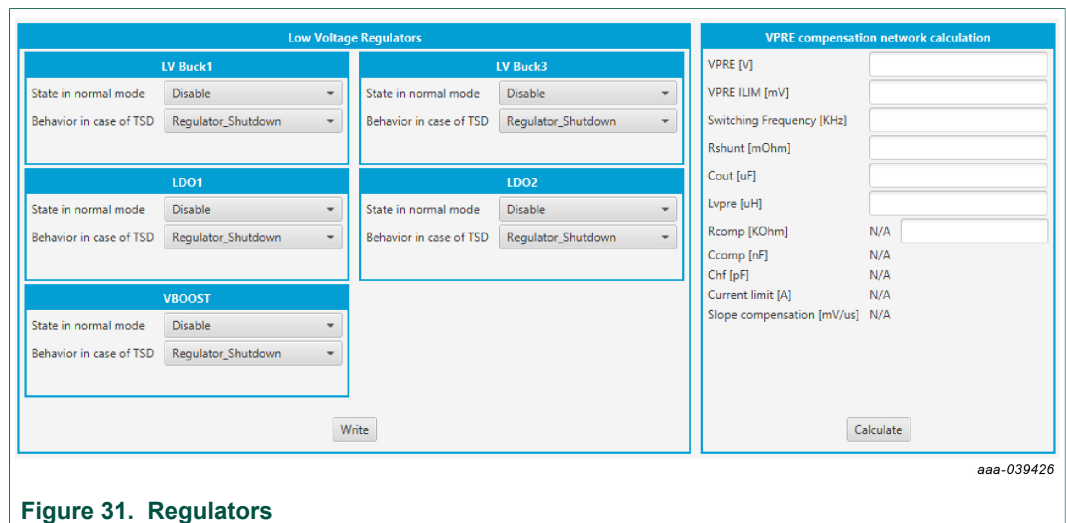 Low Voltage Regulators
LV Buck1
State in normal mode Disable
Behavior in case of TSD Regulator_Shutdown
LV Buck3
State in normal mode Disable
Behavior in case of TSD Regulator_Shutdown
LDO1
State in normal mode Disable
Behavior in case of TSD Regulator_Shutdown
LDO2
State in normal mode Disable
Behavior in case of TSD Regulator_Shutdown
VBOOST
State in normal mode Disable
Behavior in case of TSD Regulator_Shutdown
Write
VPRE compensation network calculation
VPRE [V]
VPRE ILIM [mV]
Switching Frequency [KHz]
Rshunt [mOhm]
Cout [uF]
Lvpre [uH]
Rcomp [KOhm] N/A
Ccomp [nF] N/A
Chf [pF] N/A
Current limit [A] N/A
Slope compensation [mV/us] N/A
Calculate
aaa-039426
Figure 31. Regulators